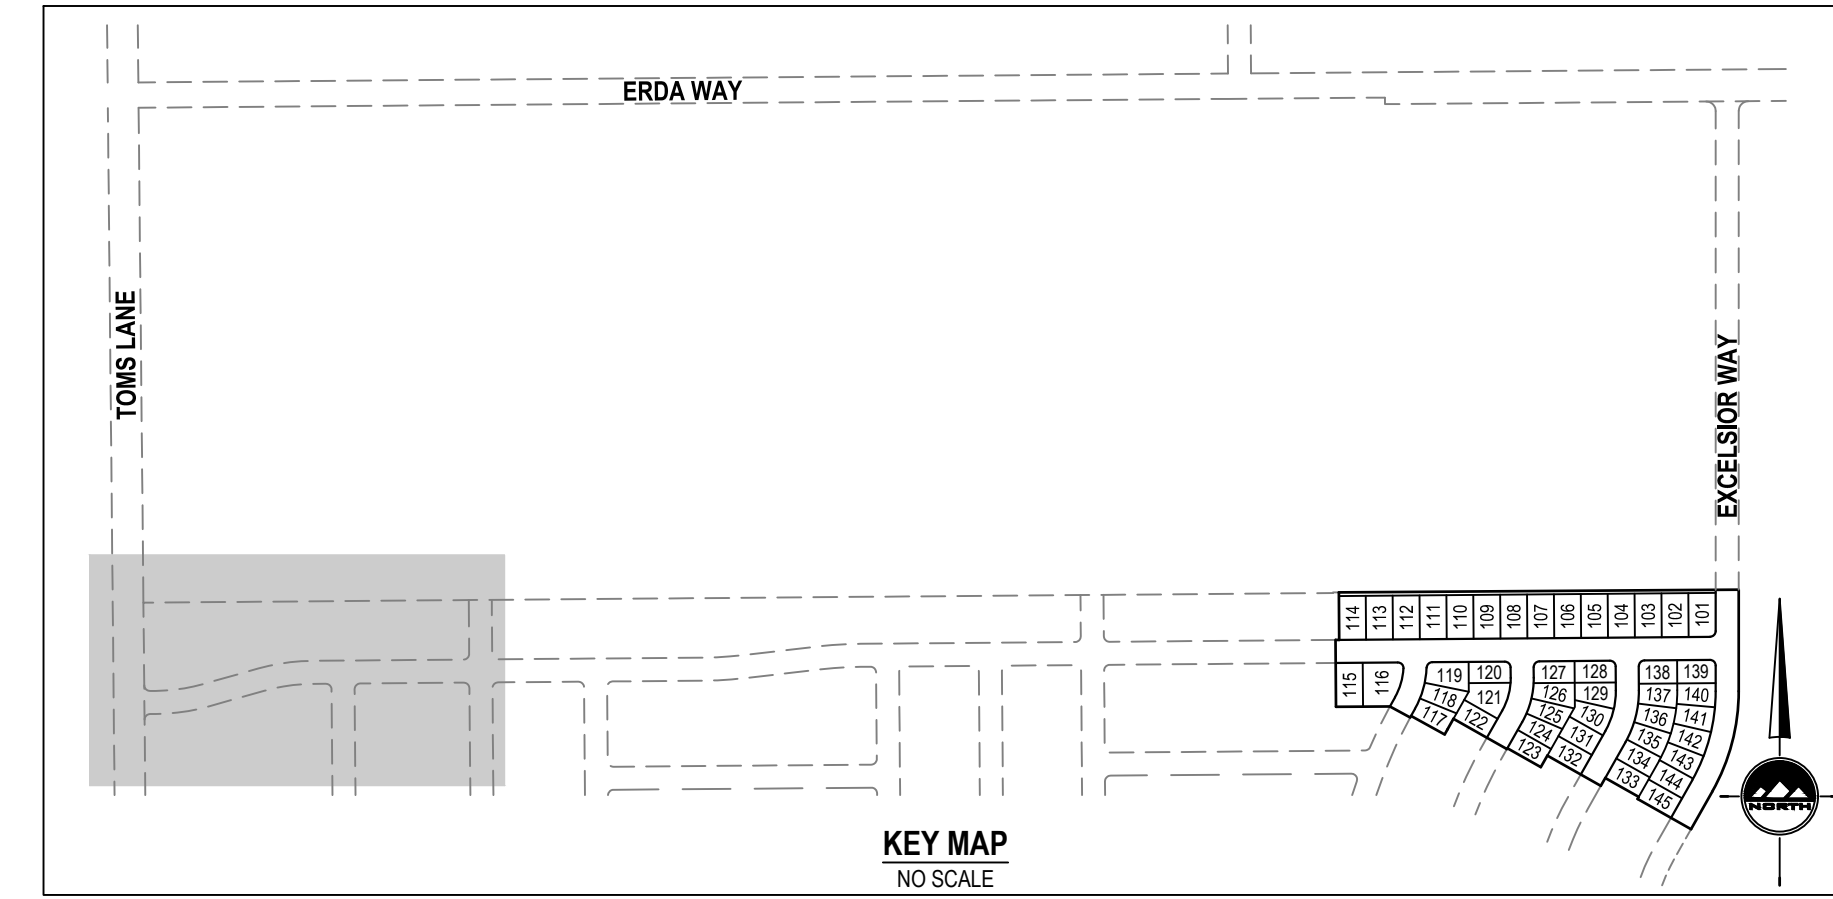 ERDA WAY
TOMS LANE
EXCELSIOR WAY
114 113 112 111 110 109 108 107 106 105 104 103 102 101
115 116 119 120 127 128 138 139
118 121 126 129 137 140
117 122 125 130 136 141
124 131 135 142
123 132 134 143
133 144
145
NORTH
KEY MAP
NO SCALE